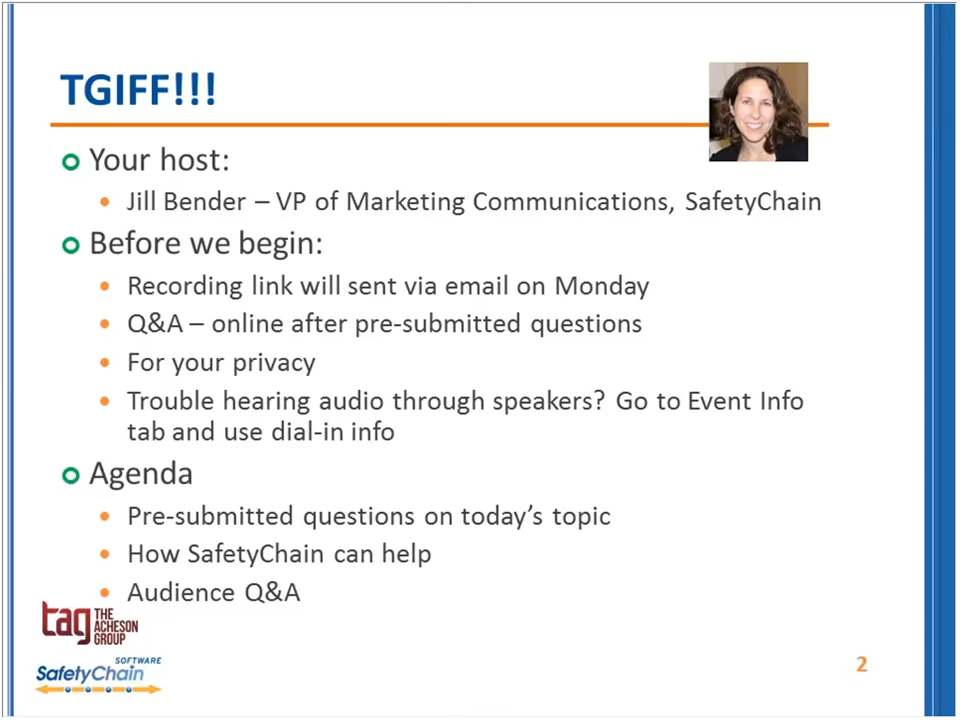 TGIFF!!!
Your host:
Jill Bender – VP of Marketing Communications, SafetyChain
Before we begin:
Recording link will sent via email on Monday
Q&A – online after pre-submitted questions
For your privacy
Trouble hearing audio through speakers? Go to Event Info
tab and use dial-in info
Agenda
Pre-submitted questions on today's topic
How SafetyChain can help
Audience Q&A
tag THE
ACHESON
GROUP
SOFTWARE
SafetyChain
2